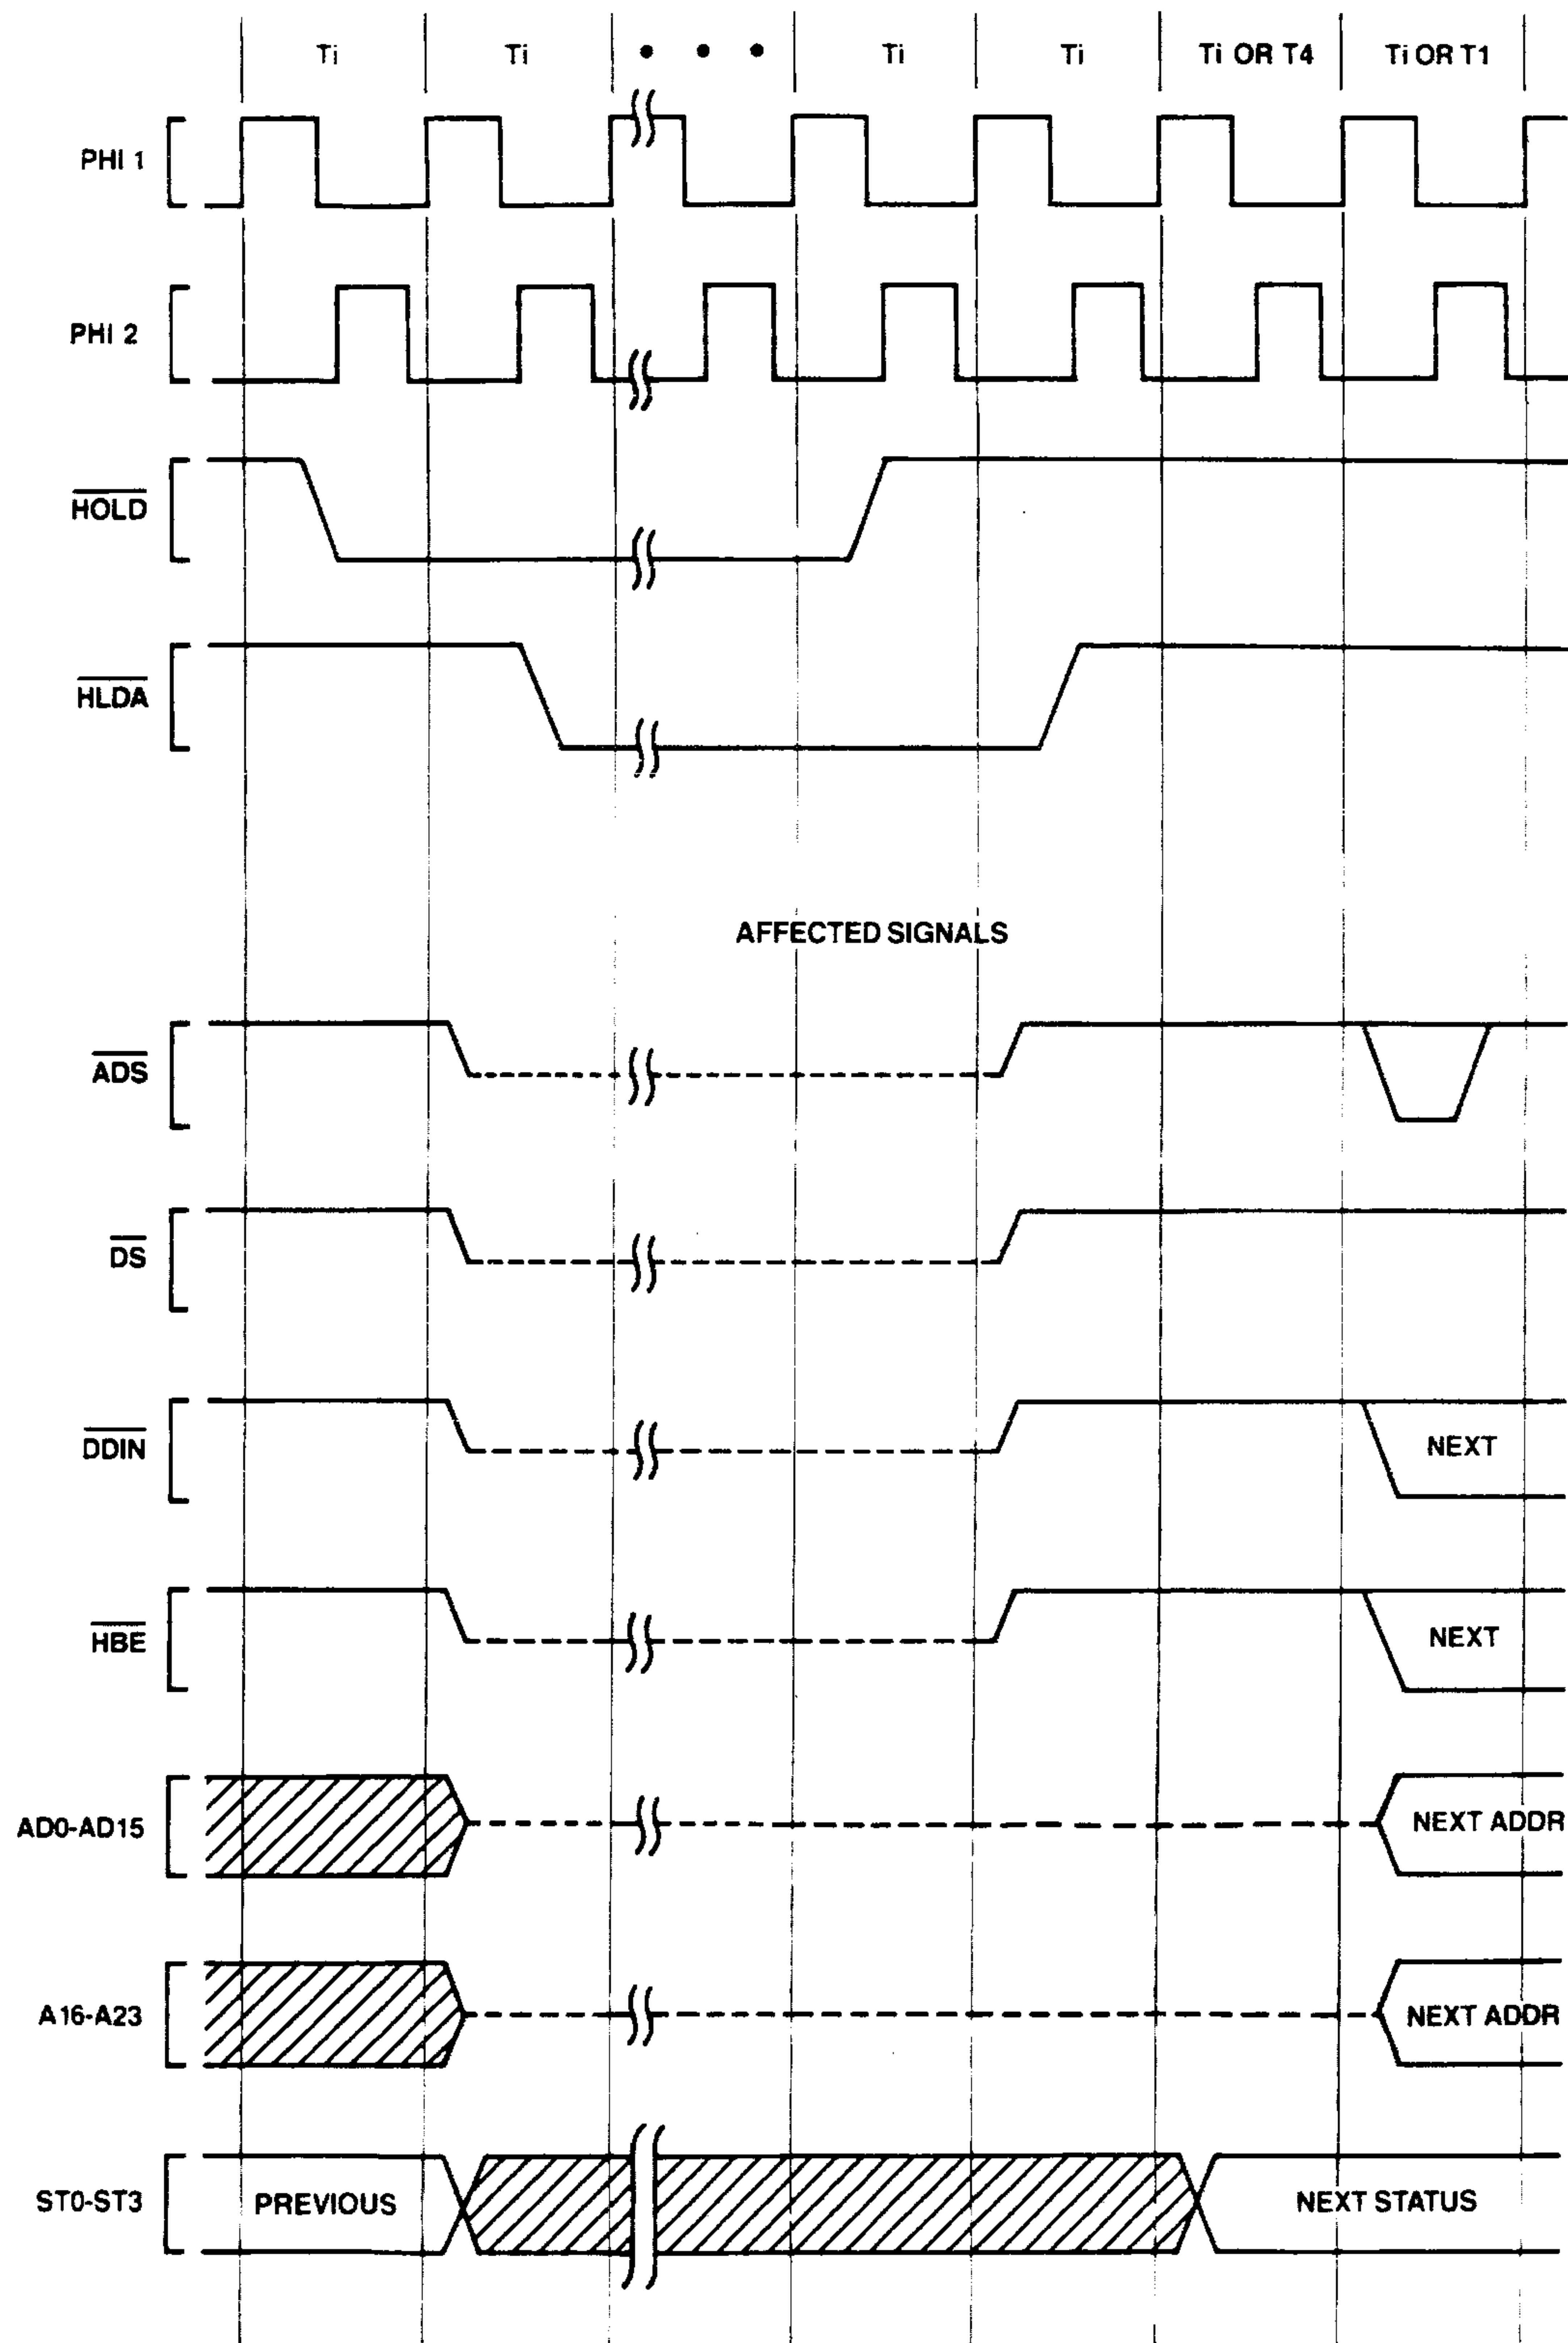 Ti Ti • • • Ti Ti Ti OR T4 Ti OR T1
PHI 1
PHI 2
HOLD
HLDA
AFFECTED SIGNALS
ADS
DS
DDIN NEXT
HBE NEXT
AD0-AD15 NEXT ADDR
A16-A23 NEXT ADDR
ST0-ST3 PREVIOUS NEXT STATUS